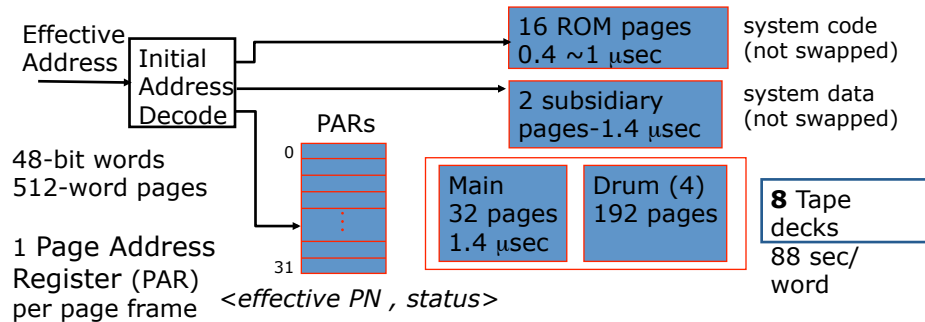 Effective
Address
Initial
Address
Decode
16 ROM pages
0.4 ~1 μsec
system code
(not swapped)
2 subsidiary
pages-1.4 μsec
system data
(not swapped)
PARs
0
31
<effective PN , status>
48-bit words
512-word pages
1 Page Address
Register (PAR)
per page frame
Main
32 pages
1.4 μsec
Drum (4)
192 pages
8 Tape
decks
88 sec/
word